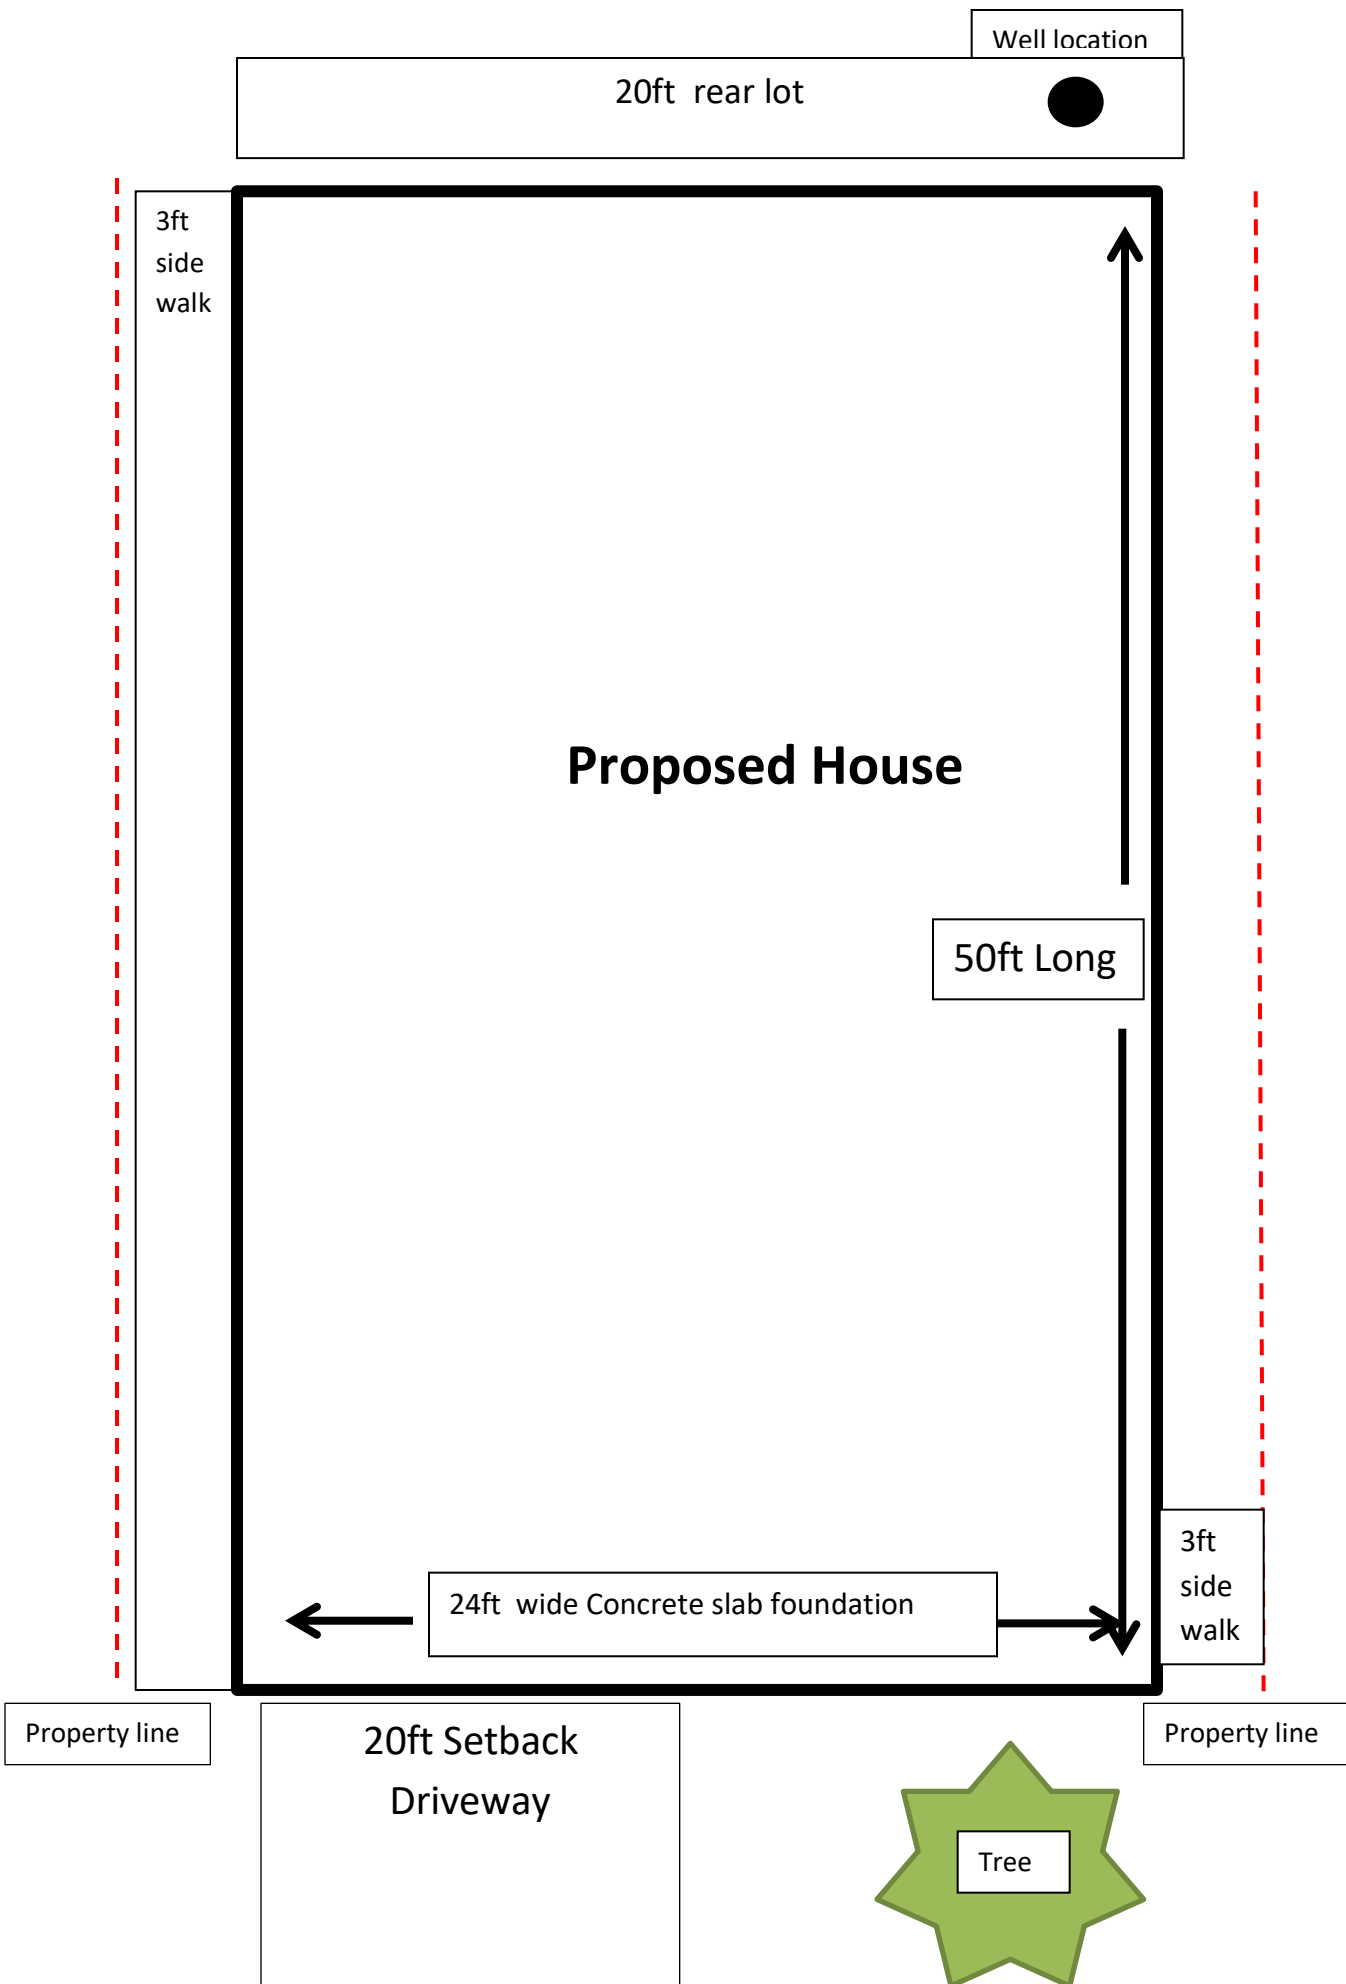 Well location
20ft  rear lot
3ft
side
walk
Proposed House
50ft Long
3ft
side
walk
24ft  wide Concrete slab foundation
Property line
20ft Setback
Driveway
Property line
Tree